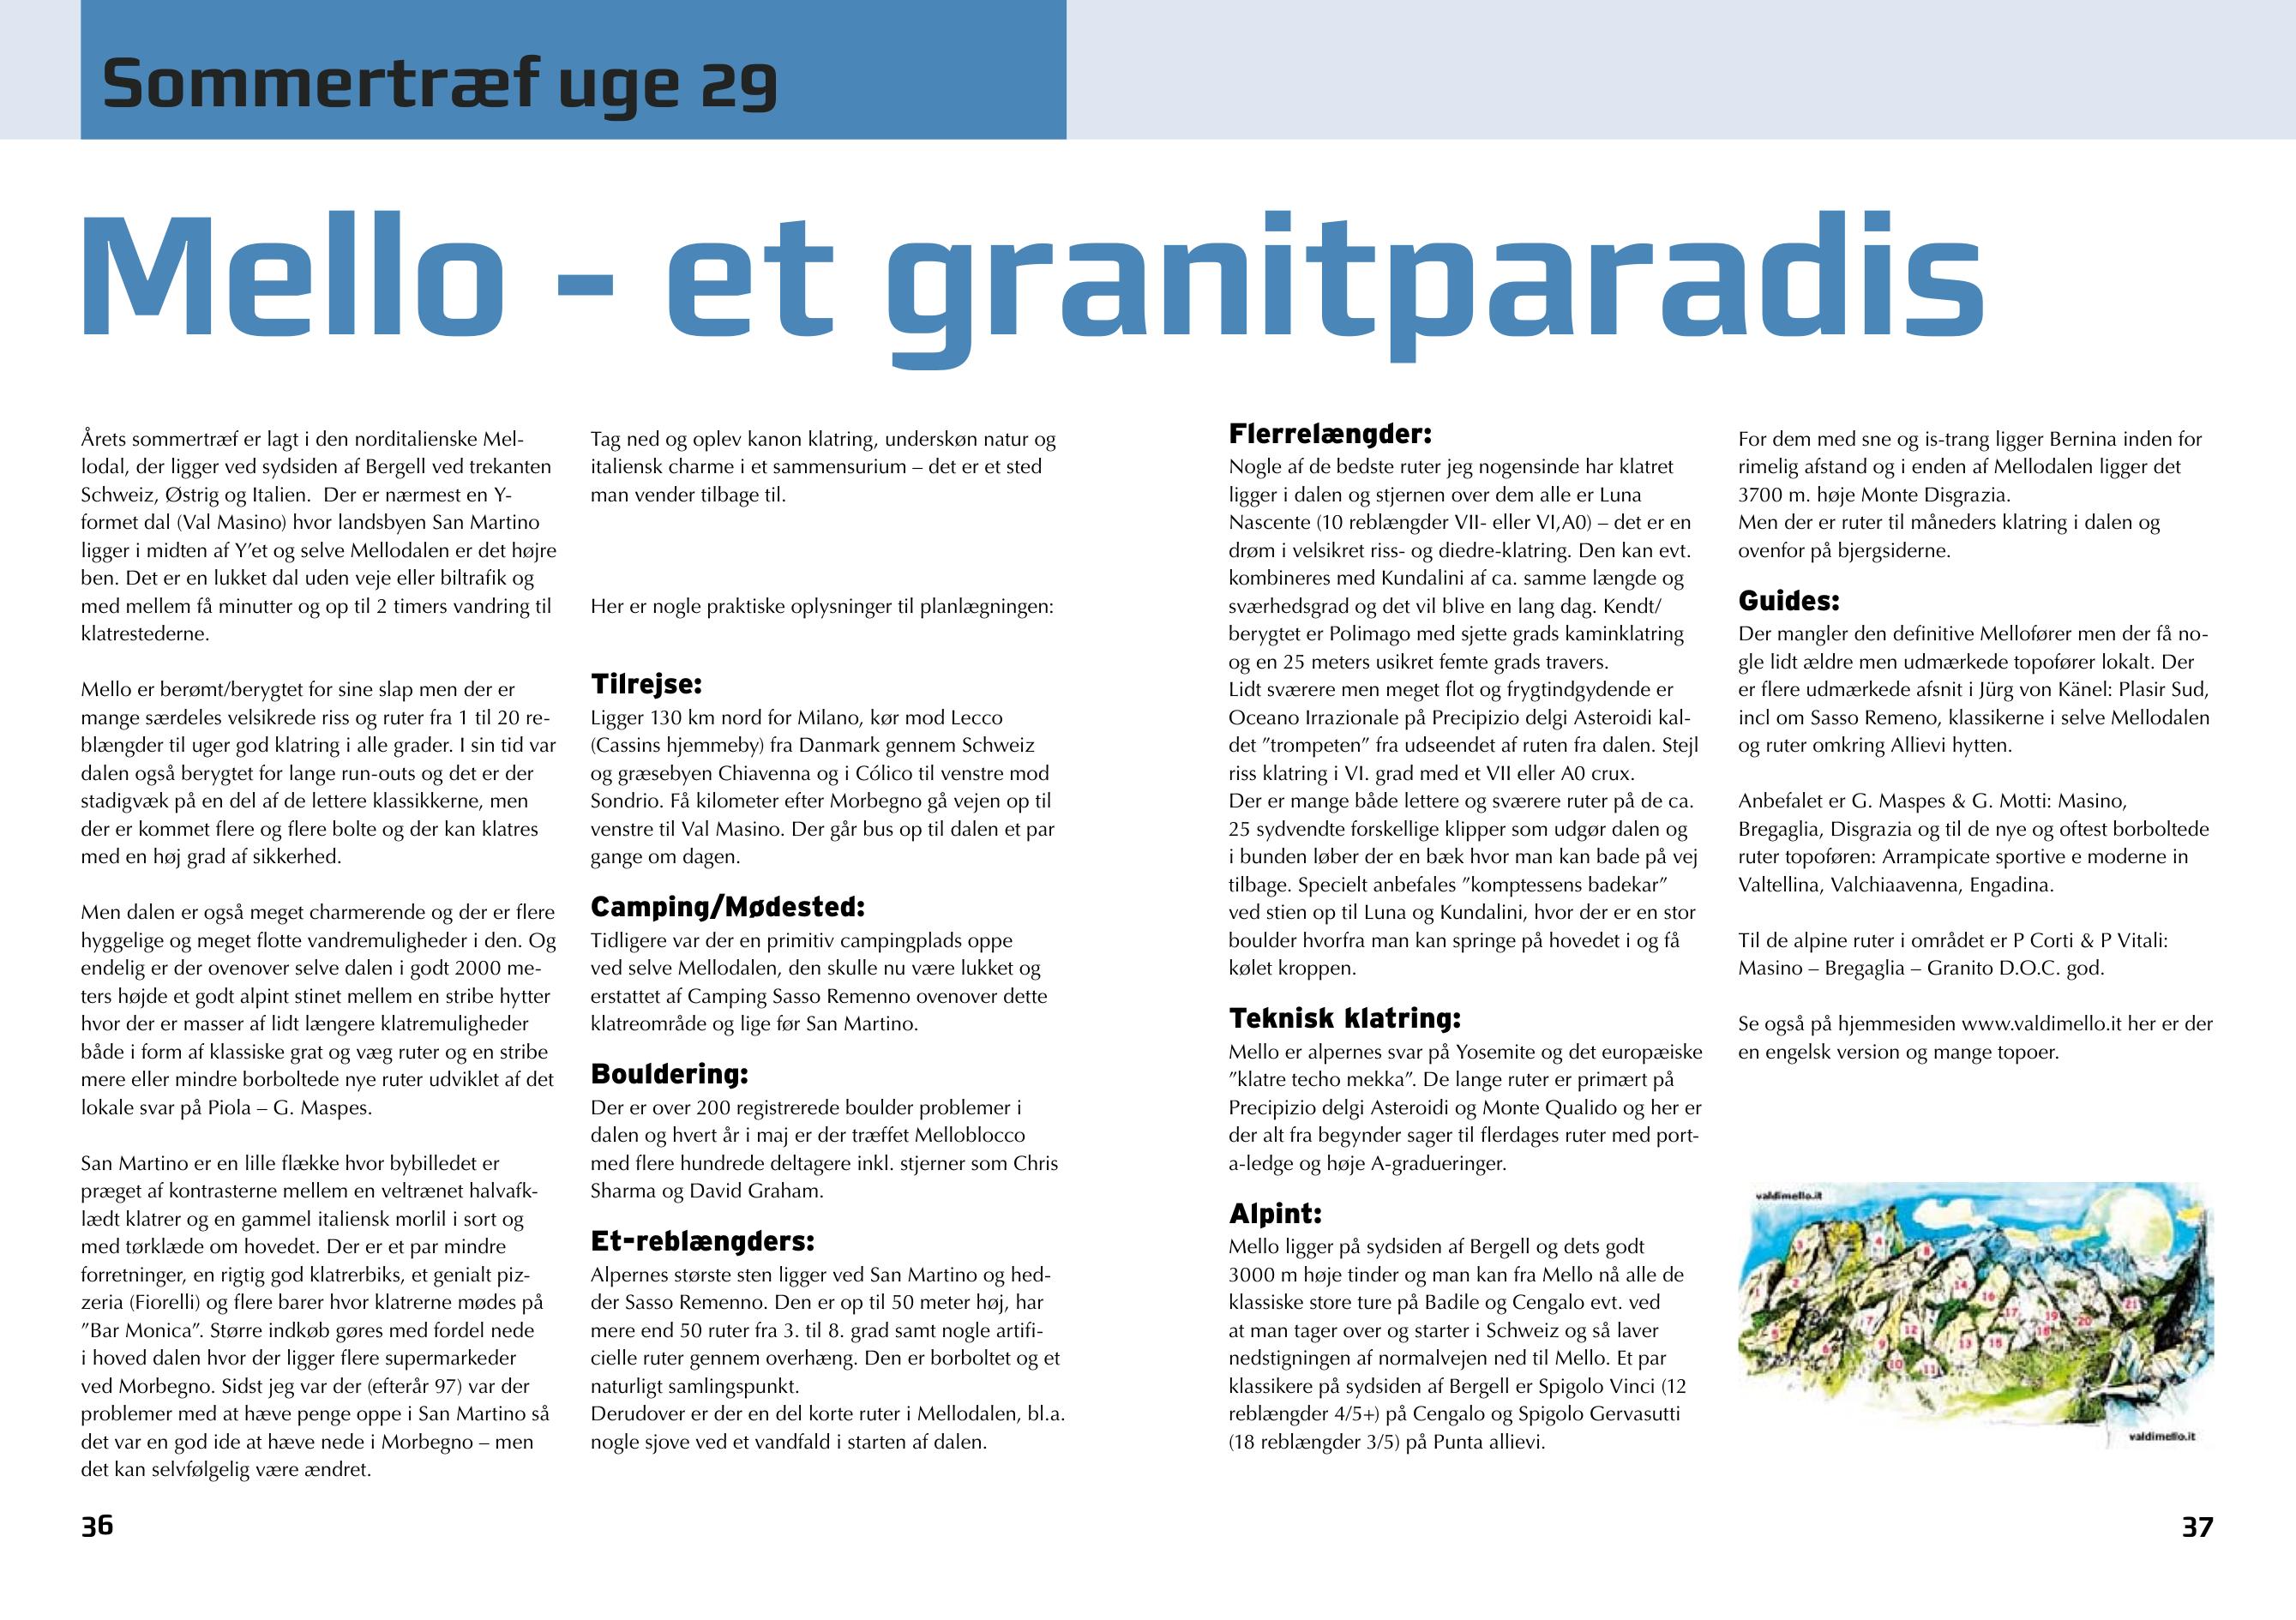 Sommertræf uge 29
Mello - et granitparadis
Årets sommertræf er lagt i den norditalienske Mel-
lodal, der ligger ved sydsiden af Bergell ved trekanten
Schweiz, Østrig og Italien.  Der er nærmest en Y-
formet dal (Val Masino) hvor landsbyen San Martino
ligger i midten af Y’et og selve Mellodalen er det højre
ben. Det er en lukket dal uden veje eller biltrafik og
med mellem få minutter og op til 2 timers vandring til
klatrestederne.
Mello er berømt/berygtet for sine slap men der er
mange særdeles velsikrede riss og ruter fra 1 til 20 re-
blængder til uger god klatring i alle grader. I sin tid var
dalen også berygtet for lange run-outs og det er der
stadigvæk på en del af de lettere klassikkerne, men
der er kommet flere og flere bolte og der kan klatres
med en høj grad af sikkerhed.
Men dalen er også meget charmerende og der er flere
hyggelige og meget flotte vandremuligheder i den. Og
endelig er der ovenover selve dalen i godt 2000 me-
ters højde et godt alpint stinet mellem en stribe hytter
hvor der er masser af lidt længere klatremuligheder
både i form af klassiske grat og væg ruter og en stribe
mere eller mindre borboltede nye ruter udviklet af det
lokale svar på Piola – G. Maspes.
San Martino er en lille flække hvor bybilledet er
præget af kontrasterne mellem en veltrænet halvafk-
lædt klatrer og en gammel italiensk morlil i sort og
med tørklæde om hovedet. Der er et par mindre
forretninger, en rigtig god klatrerbiks, et genialt piz-
zeria (Fiorelli) og flere barer hvor klatrerne mødes på
”Bar Monica”. Større indkøb gøres med fordel nede
i hoved dalen hvor der ligger flere supermarkeder
ved Morbegno. Sidst jeg var der (efterår 97) var der
problemer med at hæve penge oppe i San Martino så
det var en god ide at hæve nede i Morbegno – men
det kan selvfølgelig være ændret.
Tag ned og oplev kanon klatring, underskøn natur og
italiensk charme i et sammensurium – det er et sted
man vender tilbage til.
Her er nogle praktiske oplysninger til planlægningen:
Tilrejse:
Ligger 130 km nord for Milano, kør mod Lecco
(Cassins hjemmeby) fra Danmark gennem Schweiz
og græsebyen Chiavenna og i Cólico til venstre mod
Sondrio. Få kilometer efter Morbegno gå vejen op til
venstre til Val Masino. Der går bus op til dalen et par
gange om dagen.
Camping/Mødested:
Tidligere var der en primitiv campingplads oppe
ved selve Mellodalen, den skulle nu være lukket og
erstattet af Camping Sasso Remenno ovenover dette
klatreområde og lige før San Martino.
Bouldering:
Der er over 200 registrerede boulder problemer i
dalen og hvert år i maj er der træffet Melloblocco
med flere hundrede deltagere inkl. stjerner som Chris
Sharma og David Graham.
Et-reblængders:
Alpernes største sten ligger ved San Martino og hed-
der Sasso Remenno. Den er op til 50 meter høj, har
mere end 50 ruter fra 3. til 8. grad samt nogle artifi-
cielle ruter gennem overhæng. Den er borboltet og et
naturligt samlingspunkt.
Derudover er der en del korte ruter i Mellodalen, bl.a.
nogle sjove ved et vandfald i starten af dalen.
Flerrelængder:
Nogle af de bedste ruter jeg nogensinde har klatret
ligger i dalen og stjernen over dem alle er Luna
Nascente (10 reblængder VII- eller VI,A0) – det er en
drøm i velsikret riss- og diedre-klatring. Den kan evt.
kombineres med Kundalini af ca. samme længde og
sværhedsgrad og det vil blive en lang dag. Kendt/
berygtet er Polimago med sjette grads kaminklatring
og en 25 meters usikret femte grads travers.
Lidt sværere men meget flot og frygtindgydende er
Oceano Irrazionale på Precipizio delgi Asteroidi kal-
det ”trompeten” fra udseendet af ruten fra dalen. Stejl
riss klatring i VI. grad med et VII eller A0 crux.
Der er mange både lettere og sværere ruter på de ca.
25 sydvendte forskellige klipper som udgør dalen og
i bunden løber der en bæk hvor man kan bade på vej
tilbage. Specielt anbefales ”komptessens badekar”
ved stien op til Luna og Kundalini, hvor der er en stor
boulder hvorfra man kan springe på hovedet i og få
kølet kroppen.
Teknisk klatring:
Mello er alpernes svar på Yosemite og det europæiske
”klatre techo mekka”. De lange ruter er primært på
Precipizio delgi Asteroidi og Monte Qualido og her er
der alt fra begynder sager til flerdages ruter med port-
a-ledge og høje A-gradueringer.
Alpint:
Mello ligger på sydsiden af Bergell og dets godt
3000 m høje tinder og man kan fra Mello nå alle de
klassiske store ture på Badile og Cengalo evt. ved
at man tager over og starter i Schweiz og så laver
nedstigningen af normalvejen ned til Mello. Et par
klassikere på sydsiden af Bergell er Spigolo Vinci (12
reblængder 4/5+) på Cengalo og Spigolo Gervasutti
(18 reblængder 3/5) på Punta allievi.
For dem med sne og is-trang ligger Bernina inden for
rimelig afstand og i enden af Mellodalen ligger det
3700 m. høje Monte Disgrazia.
Men der er ruter til måneders klatring i dalen og
ovenfor på bjergsiderne.
Guides:
Der mangler den definitive Mellofører men der få no-
gle lidt ældre men udmærkede topofører lokalt. Der
er flere udmærkede afsnit i Jürg von Känel: Plasir Sud,
incl om Sasso Remeno, klassikerne i selve Mellodalen
og ruter omkring Allievi hytten.
Anbefalet er G. Maspes & G. Motti: Masino,
Bregaglia, Disgrazia og til de nye og oftest borboltede
ruter topoføren: Arrampicate sportive e moderne in
Valtellina, Valchiaavenna, Engadina.
Til de alpine ruter i området er P Corti & P Vitali:
Masino – Bregaglia – Granito D.O.C. god.
Se også på hjemmesiden www.valdimello.it her er der
en engelsk version og mange topoer.
valdimello.it
valdimello.it
36
37